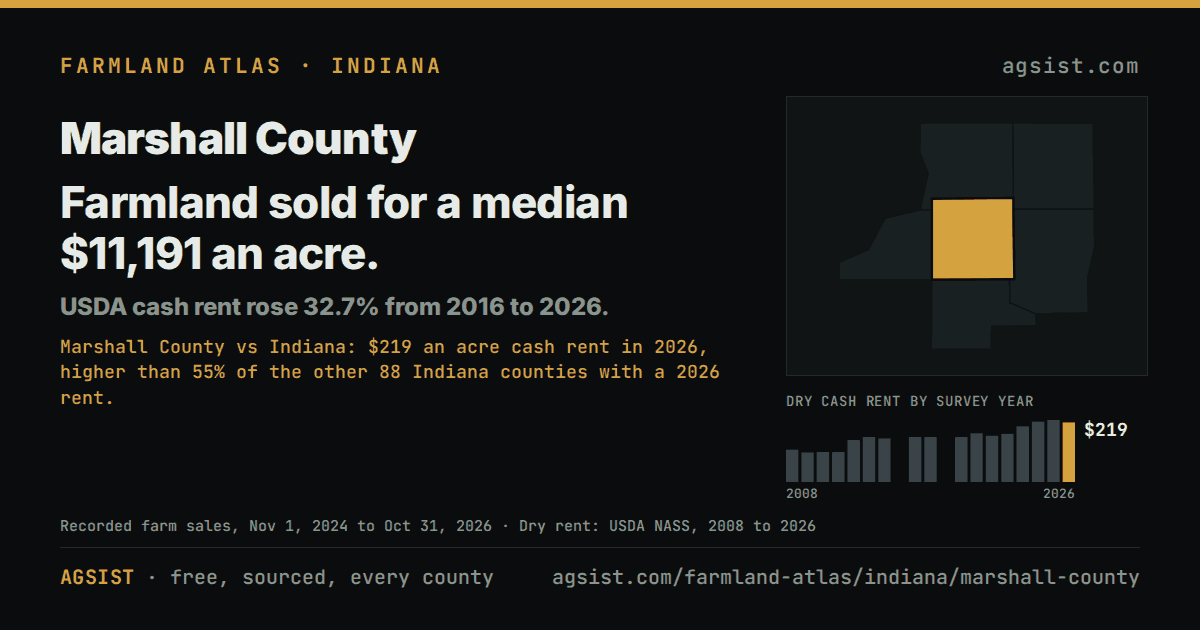 FARMLAND ATLAS · INDIANA
agsist.com
Marshall County
Farmland sold for a median
$11,191 an acre.
USDA cash rent rose 32.7% from 2016 to 2026.
Marshall County vs Indiana: $219 an acre cash rent in 2026,
higher than 55% of the other 88 Indiana counties with a 2026
rent.
DRY CASH RENT BY SURVEY YEAR
$219
2008
2026
Recorded farm sales, Nov 1, 2024 to Oct 31, 2026 · Dry rent: USDA NASS, 2008 to 2026
AGSIST · free, sourced, every county
agsist.com/farmland-atlas/indiana/marshall-county